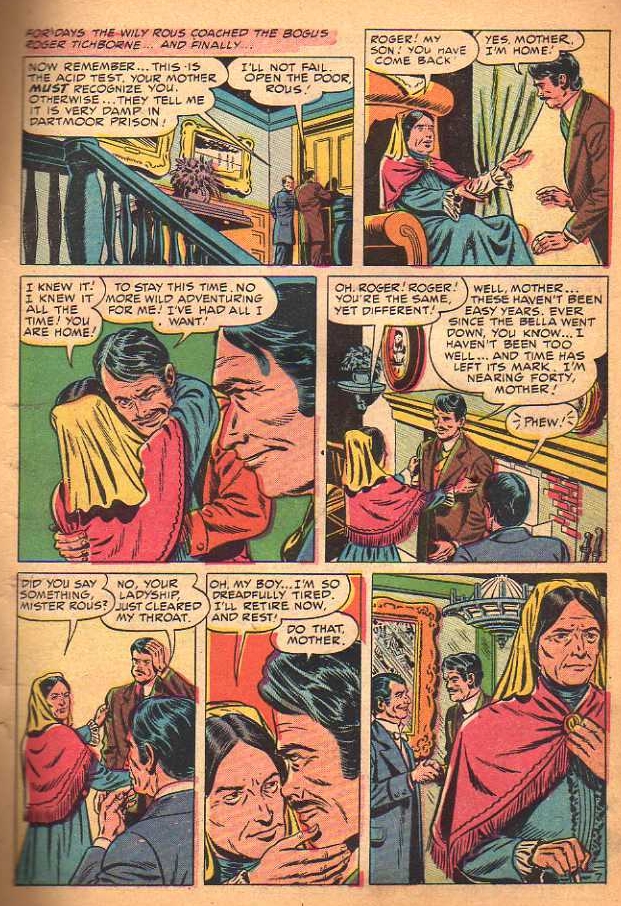 FOR DAYS THE WILY ROUS COACHED THE BOGUS
ROGER TICHBORNE... AND FINALLY...
NOW REMEMBER... THIS IS
THE ACID TEST. YOUR MOTHER
MUST RECOGNIZE YOU.
OTHERWISE... THEY TELL ME
IT IS VERY DAMP IN
DARTMOOR PRISON!
I'LL NOT FAIL.
OPEN THE DOOR,
ROUS!
ROGER! MY
SON! YOU HAVE
COME BACK
YES, MOTHER,
I'M HOME!
I KNEW IT!
I KNEW IT
ALL THE
TIME! YOU
ARE HOME!
TO STAY THIS TIME. NO
MORE WILD ADVENTURING
FOR ME! I'VE HAD ALL I
WANT.
OH, ROGER! ROGER!
YOU'RE THE SAME,
YET DIFFERENT!
WELL, MOTHER...
THESE HAVEN'T BEEN
EASY YEARS. EVER
SINCE THE BELLA WENT
DOWN, YOU KNOW... I
HAVEN'T BEEN TOO
WELL... AND TIME HAS
LEFT ITS MARK. I'M
NEARING FORTY,
MOTHER!
PHEW!
DID YOU SAY
SOMETHING,
MISTER ROUS?
NO, YOUR
LADYSHIP,
JUST CLEARED
MY THROAT.
OH, MY BOY... I'M SO
DREADFULLY TIRED.
I'LL RETIRE NOW,
AND REST!
DO THAT,
MOTHER!
7